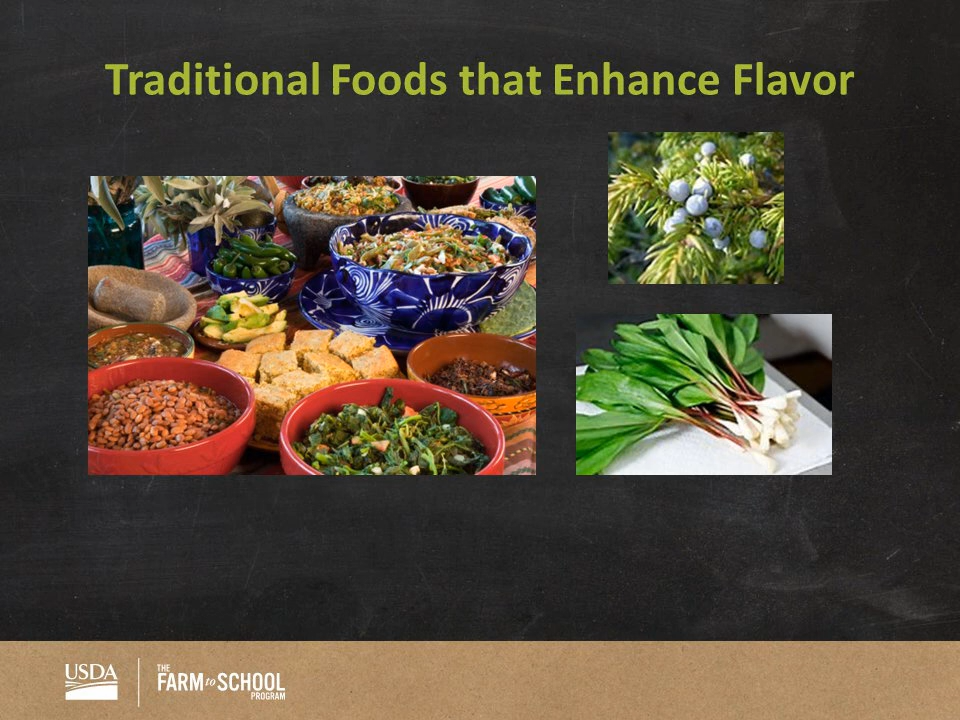 Traditional Foods that Enhance Flavor
USDA
THE
FARM to SCHOOL
PROGRAM